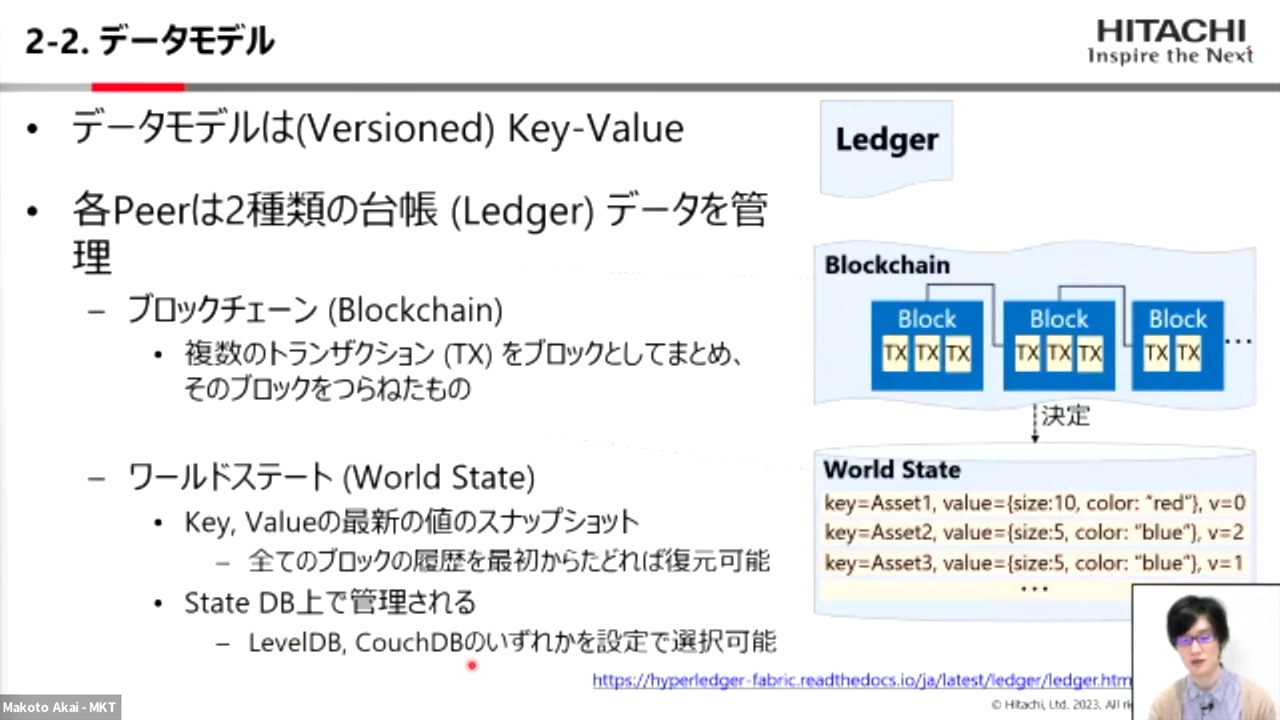 2-2. データモデル
HITACHI
Inspire the Next
• データモデルは(Versioned) Key-Value
• 各Peerは2種類の台帳 (Ledger) データを管
理
– ブロックチェーン (Blockchain)
• 複数のトランザクション (TX) をブロックとしてまとめ、
そのブロックをつらねたもの
– ワールドステート (World State)
• Key, Valueの最新の値のスナップショット
– 全てのブロックの履歴を最初からたどれば復元可能
• State DB上で管理される
– LevelDB, CouchDBのいずれかを設定で選択可能
Ledger
Blockchain
Block Block Block
TX TX TX TX TX TX TX TX ...
決定
World State
key=Asset1, value={size:10, color: “red”}, v=0
key=Asset2, value={size:5, color: “blue”}, v=2
key=Asset3, value={size:5, color: “blue”}, v=1
...
https://hyperledger-fabric.readthedocs.io/ja/latest/ledger/ledger.htm
© Hitachi, Ltd. 2023. All
Makoto Akai - MKT